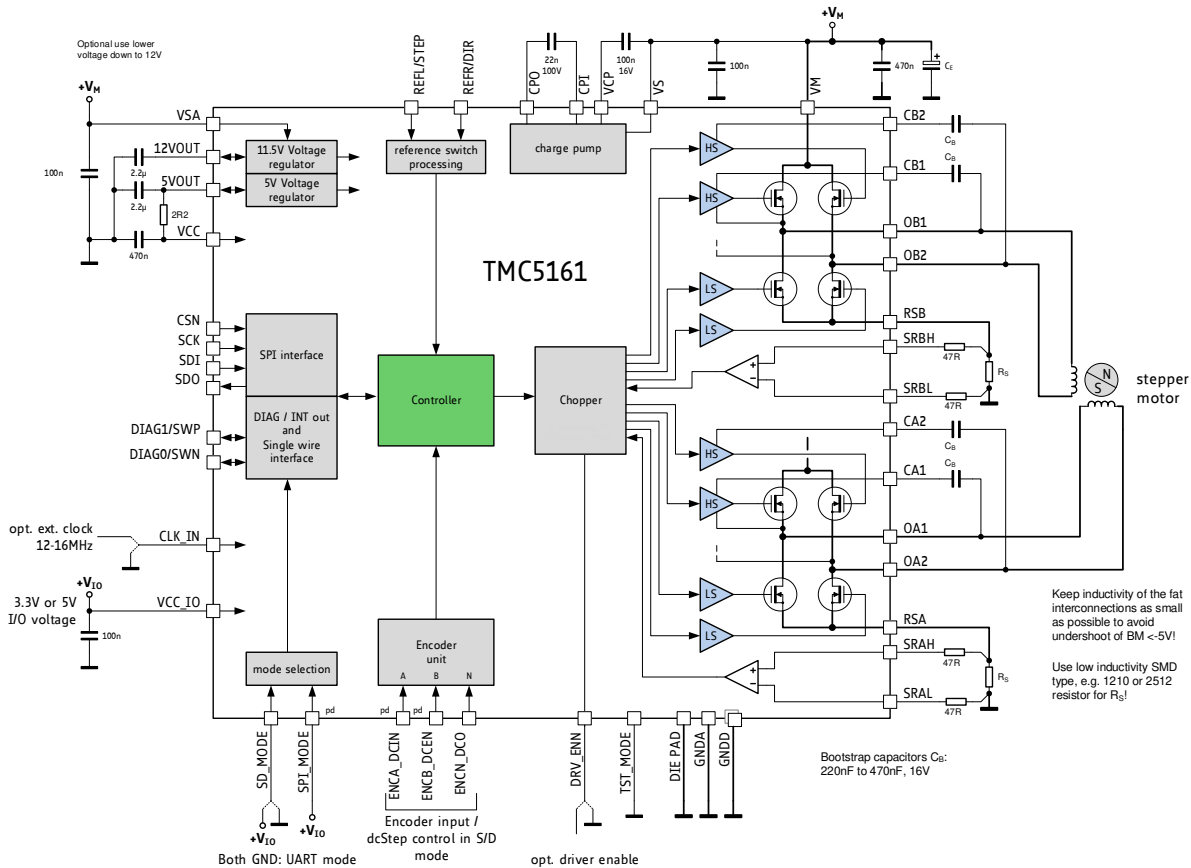 +VM
Optional use lower
voltage down to 12V
+VM
REFL/STEP
REFR/DIR
CPO
22n
100V
CPI
VCP
100n
16V
VS
100n
VM
470n
+
CE
VSA
12VOUT
2.2µ
5VOUT
2.2µ
2R2
100n
VCC
470n
11.5V Voltage
regulator
5V Voltage
regulator
reference switch
processing
charge pump
TMC5161
HS
HS
LS
LS
CB2
CB
CB
CB1
OB1
OB2
RSB
SRBH
47R
RS
SRBL
47R
N
S
stepper
motor
CSN
SCK
SDI
SDO
SPI interface
DIAG1/SWP
DIAG0/SWN
DIAG / INT out
and
Single wire
interface
Controller
Chopper
+
-
HS
HS
LS
LS
CA2
CB
CB
CA1
OA1
OA2
RSA
SRAH
47R
RS
SRAL
47R
+
-
opt. ext. clock
12-16MHz
CLK_IN
+VIO
3.3V or 5V
I/O voltage
VCC_IO
100n
mode selection
Encoder
unit
A
B
N
Keep inductivity of the fat
interconnections as small
as possible to avoid
undershoot of BM <-5V!
Use low inductivity SMD
type, e.g. 1210 or 2512
resistor for RS!
pd
pd
pd
SD_MODE
SPI_MODE
ENCA_DCIN
ENCB_DCEN
ENCN_DCO
DRV_ENN
TST_MODE
DIE PAD
GNDA
GNDD
Bootstrap capacitors CB:
220nF to 470nF, 16V
+VIO
+VIO
Both GND: UART mode
Encoder input /
dcStep control in S/D
mode
opt. driver enable